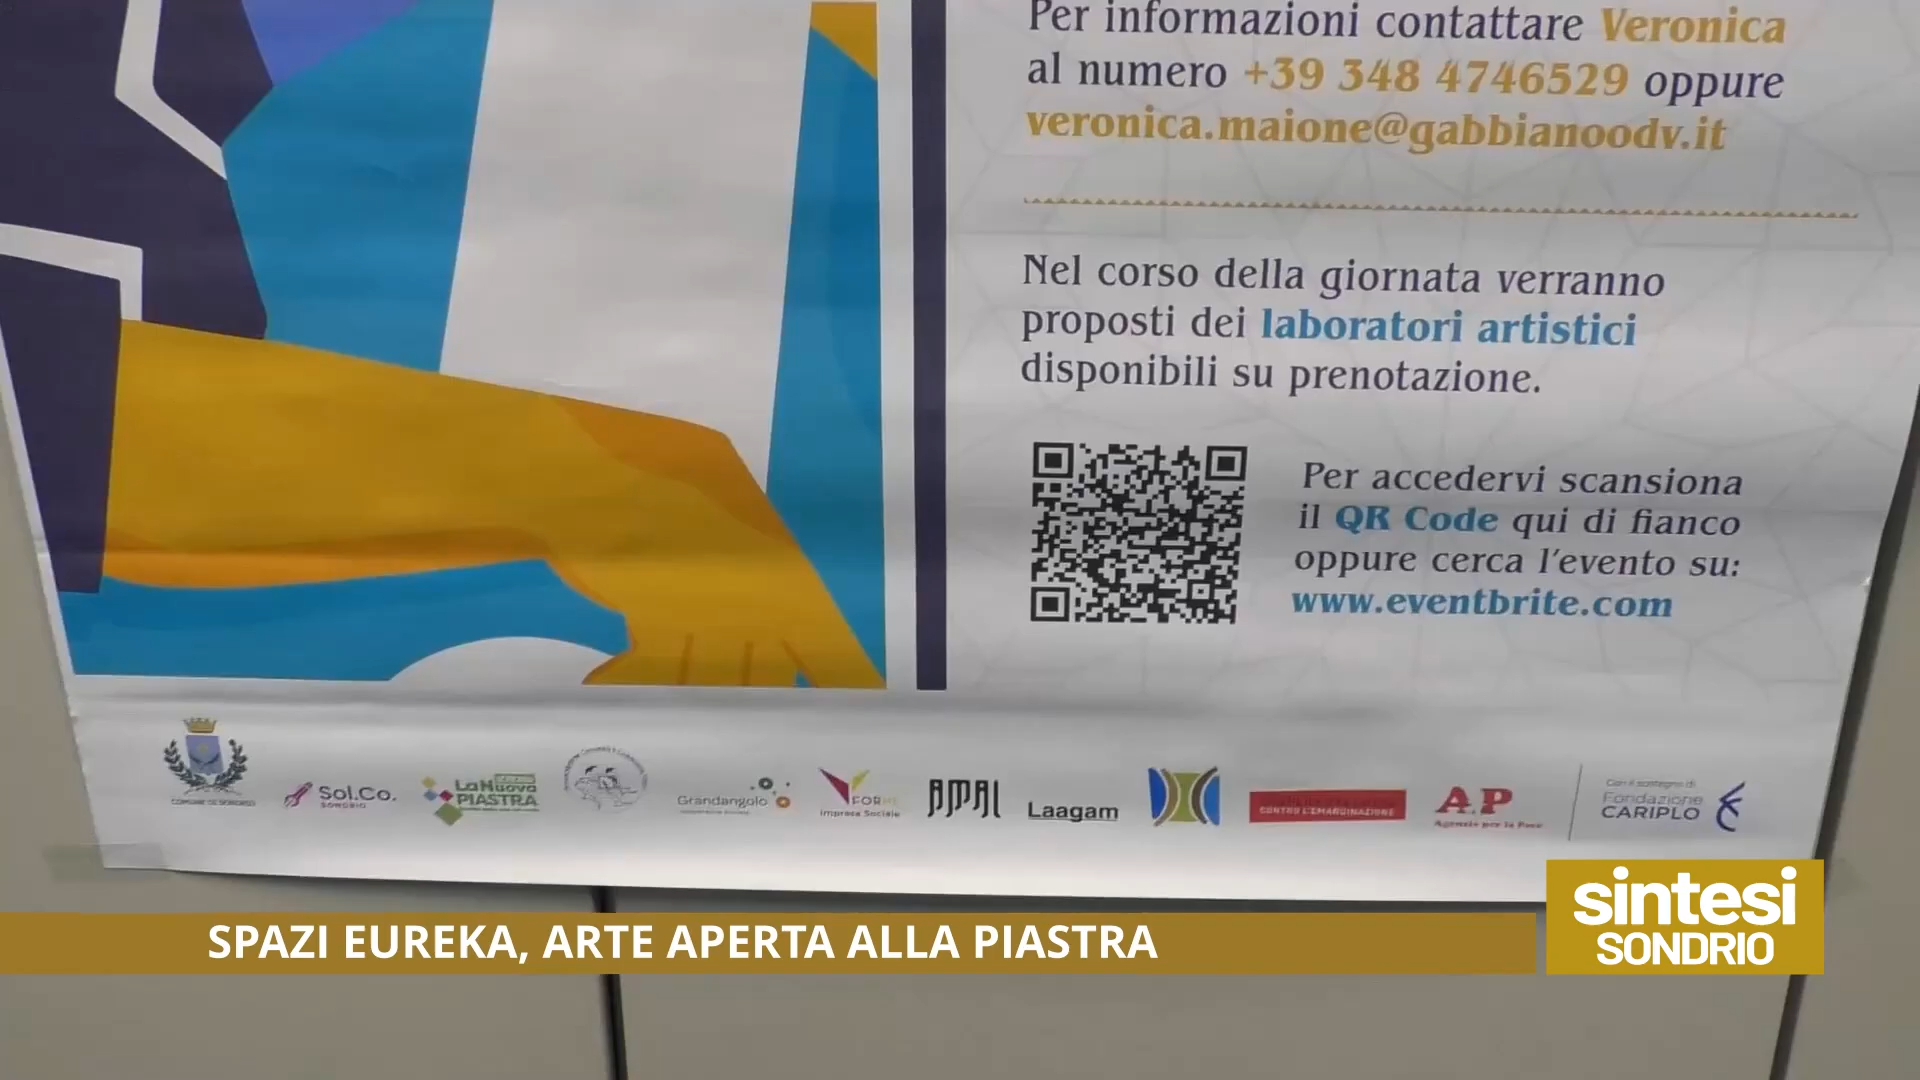 Per informazioni contattare Veronica
al numero +39 348 4746529 oppure
veronica.maione@gabbianoodv.it
Nel corso della giornata verranno
proposti dei laboratori artistici
disponibili su prenotazione.
Per accedervi scansiona
il QR Code qui di fianco
oppure cerca l'evento su:
www.eventbrite.com
COMUNE DI SONDRIO
Sol.Co.
SONDRIO
La Nuova
PIASTRA
Grandangolo
FORME
Impresa Sociale
AMAL
Laagam
CONTRO L'EMARGINAZIONE
A.P
Agenzia per la Pace
Con il sostegno di
Fondazione
CARIPLO
SPAZI EUREKA, ARTE APERTA ALLA PIASTRA
sintesi
SONDRIO